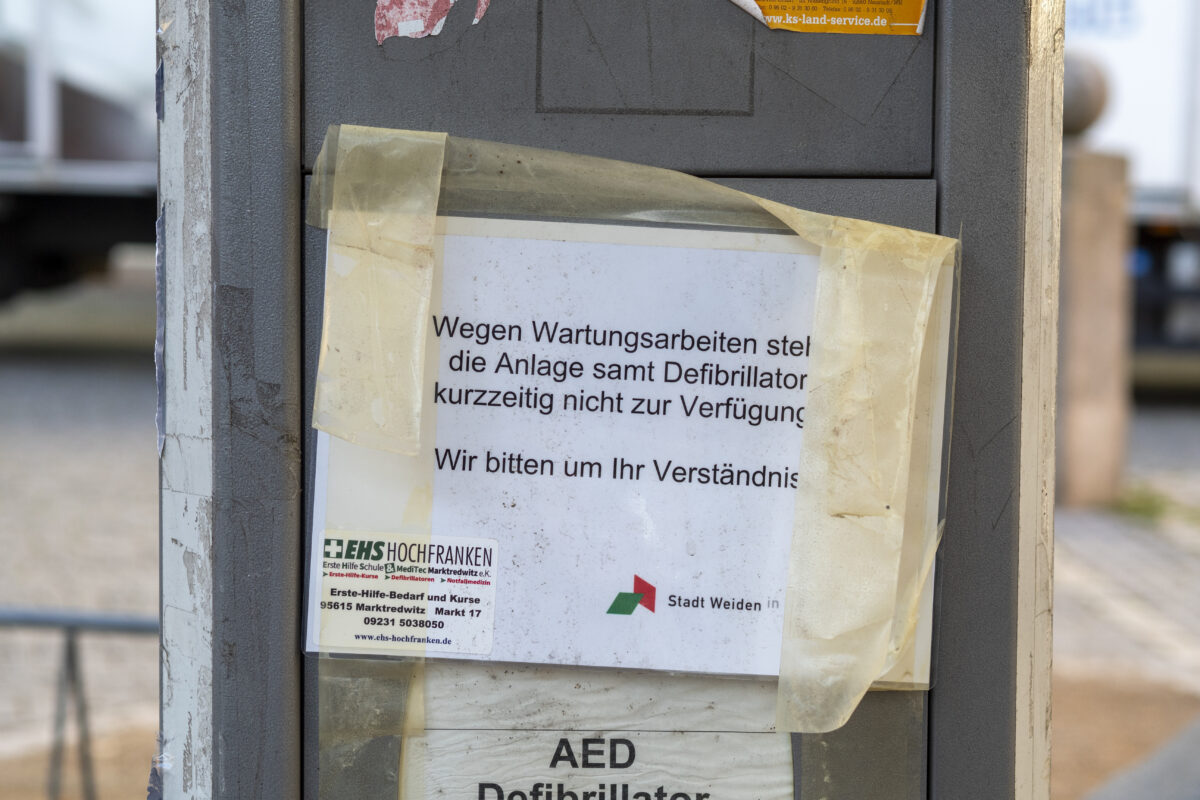 www.ks-land-service.de
Wegen Wartungsarbeiten steh
die Anlage samt Defibrillator
kurzzeitig nicht zur Verfügung
Wir bitten um Ihr Verständnis
EHS HOCHFRANKEN
Erste Hilfe Schule & MediTec Marktredwitz e.K.
➤Erste-Hilfe-Kurse ➤Defibrillatoren ➤Notfallmedizin
Erste-Hilfe-Bedarf und Kurse
95615 Marktredwitz Markt 17
09231 5038050
www.ehs-hochfranken.de
Stadt Weiden in
AED
Defibrillator